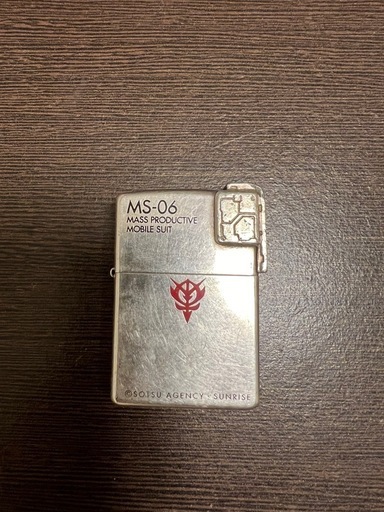 MS-06
MASS PRODUCTIVE
MOBILE SUIT
©SOTSU AGENCY・SUNRISE